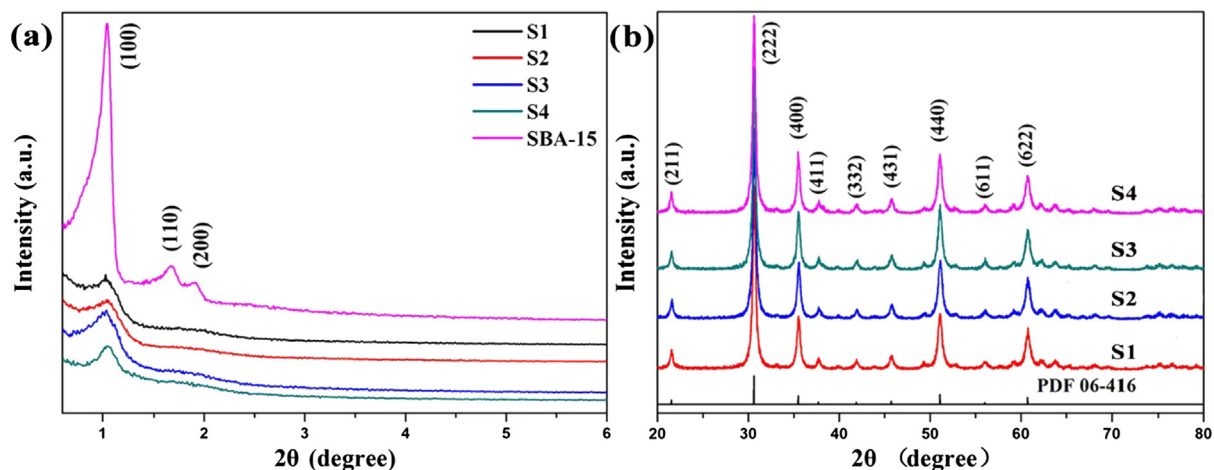 (a)
(100)
(110)
(200)
S1
S2
S3
S4
SBA-15
Intensity (a.u.)
1 2 3 4 5 6
2θ (degree)
(b)
(211)
(222)
(400)
(411)
(332)
(431)
(440)
(611)
(622)
S4
S3
S2
S1
PDF 06-416
Intensity (a.u.)
20 30 40 50 60 70 80
2θ （degree）